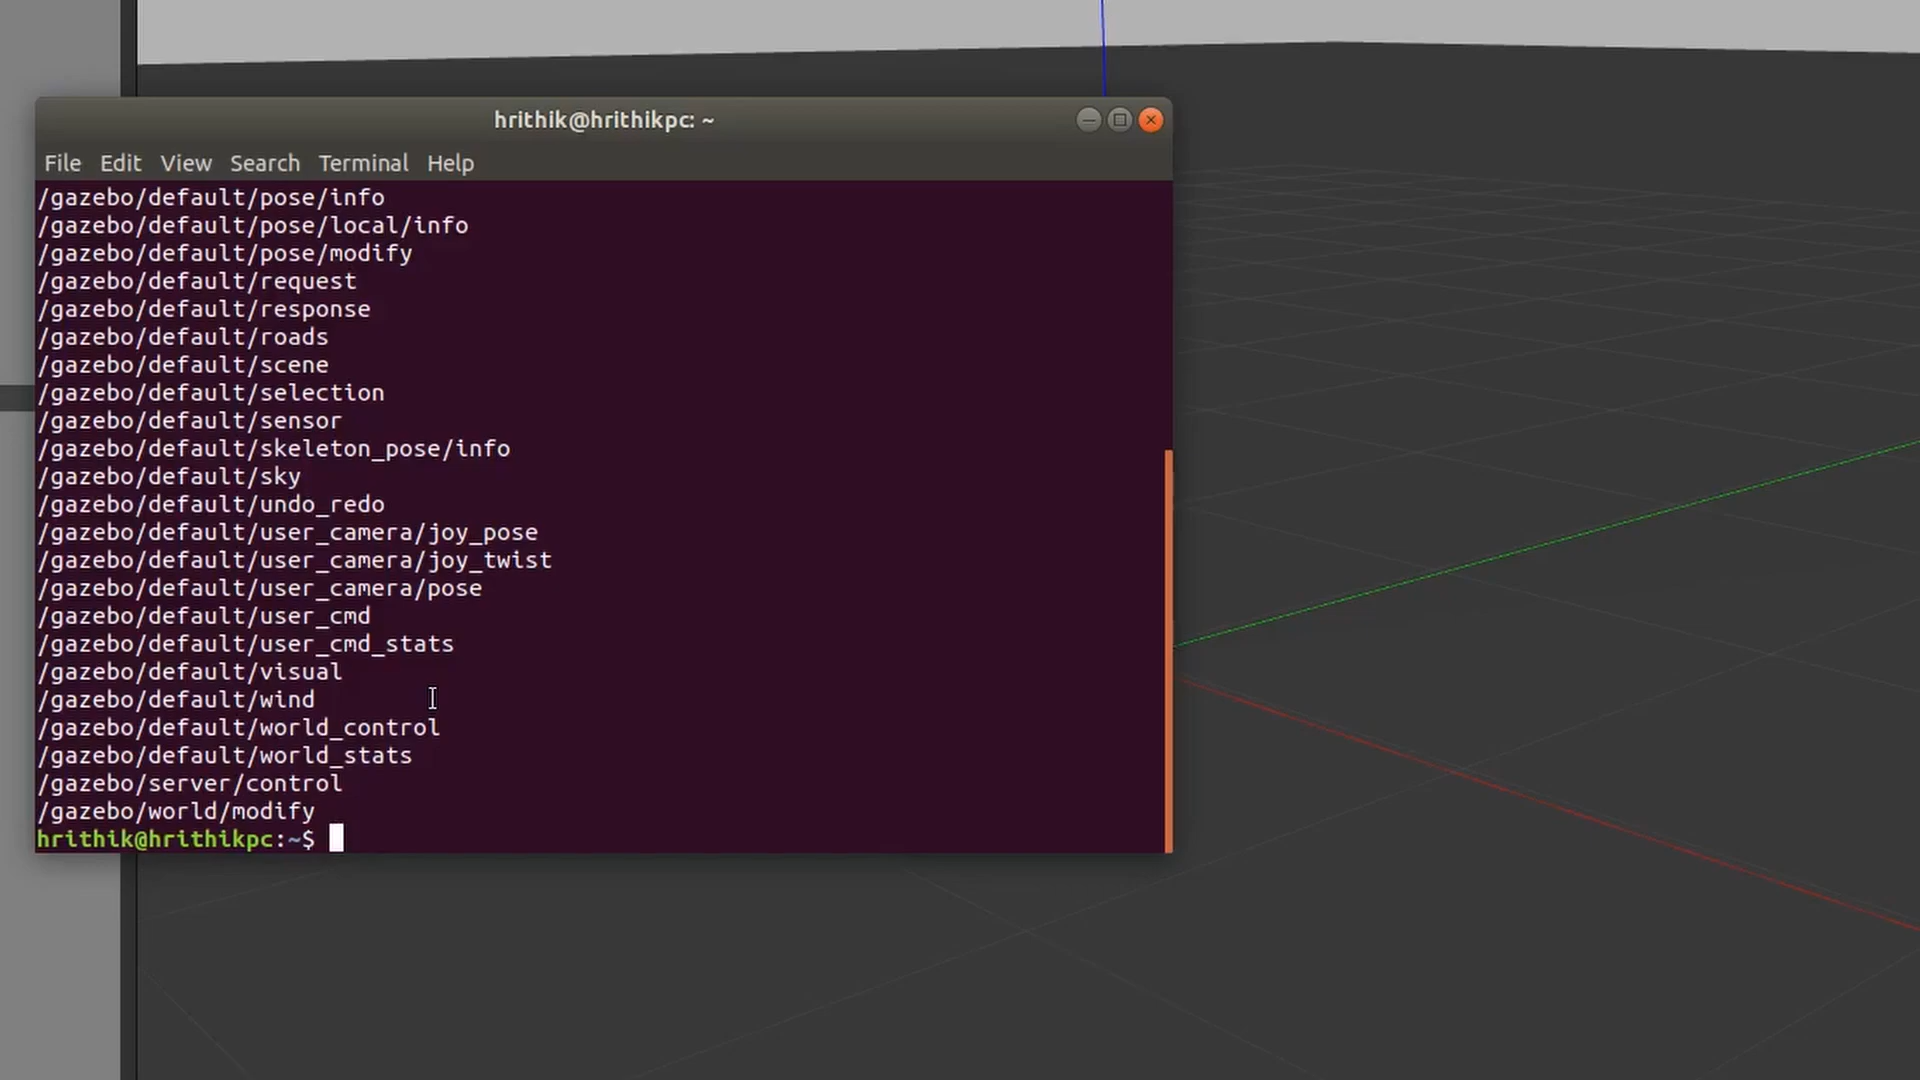 hrithik@hrithikpc: ~
File Edit View Search Terminal Help
/gazebo/default/pose/info
/gazebo/default/pose/local/info
/gazebo/default/pose/modify
/gazebo/default/request
/gazebo/default/response
/gazebo/default/roads
/gazebo/default/scene
/gazebo/default/selection
/gazebo/default/sensor
/gazebo/default/skeleton_pose/info
/gazebo/default/sky
/gazebo/default/undo_redo
/gazebo/default/user_camera/joy_pose
/gazebo/default/user_camera/joy_twist
/gazebo/default/user_camera/pose
/gazebo/default/user_cmd
/gazebo/default/user_cmd_stats
/gazebo/default/visual
/gazebo/default/wind
/gazebo/default/world_control
/gazebo/default/world_stats
/gazebo/server/control
/gazebo/world/modify
hrithik@hrithikpc:~$